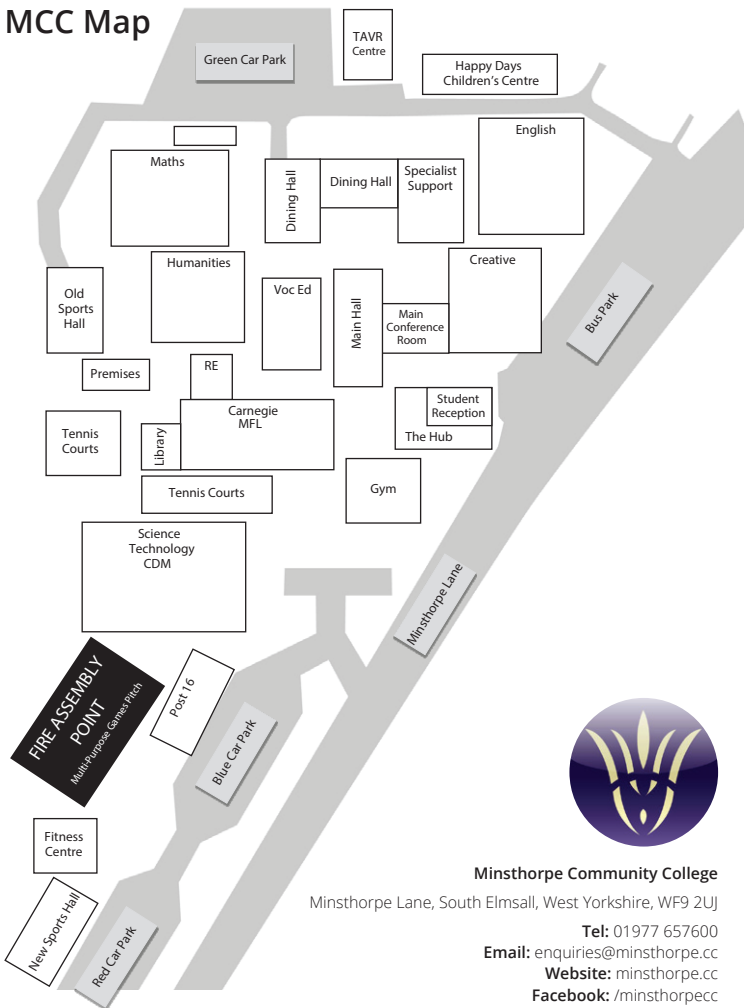 MCC Map
TAVR
Centre
Green Car Park
Happy Days
Children's Centre
English
Maths
Dining Hall
Dining Hall
Specialist
Support
Humanities
Creative
Old
Sports
Hall
Voc Ed
Main Hall
Main
Conference
Room
Bus Park
Premises
RE
Student
Reception
The Hub
Carnegie
MFL
Tennis
Courts
Library
Tennis Courts
Gym
Science
Technology
CDM
Minsthorpe Lane
FIRE ASSEMBLY
POINT
Multi-Purpose Games Pitch
Post 16
Blue Car Park
Fitness
Centre
New Sports Hall
Red Car Park
Minsthorpe Community College
Minsthorpe Lane, South Elmsall, West Yorkshire, WF9 2UJ
Tel: 01977 657600
Email: enquiries@minsthorpe.cc
Website: minsthorpe.cc
Facebook: /minsthorpecc